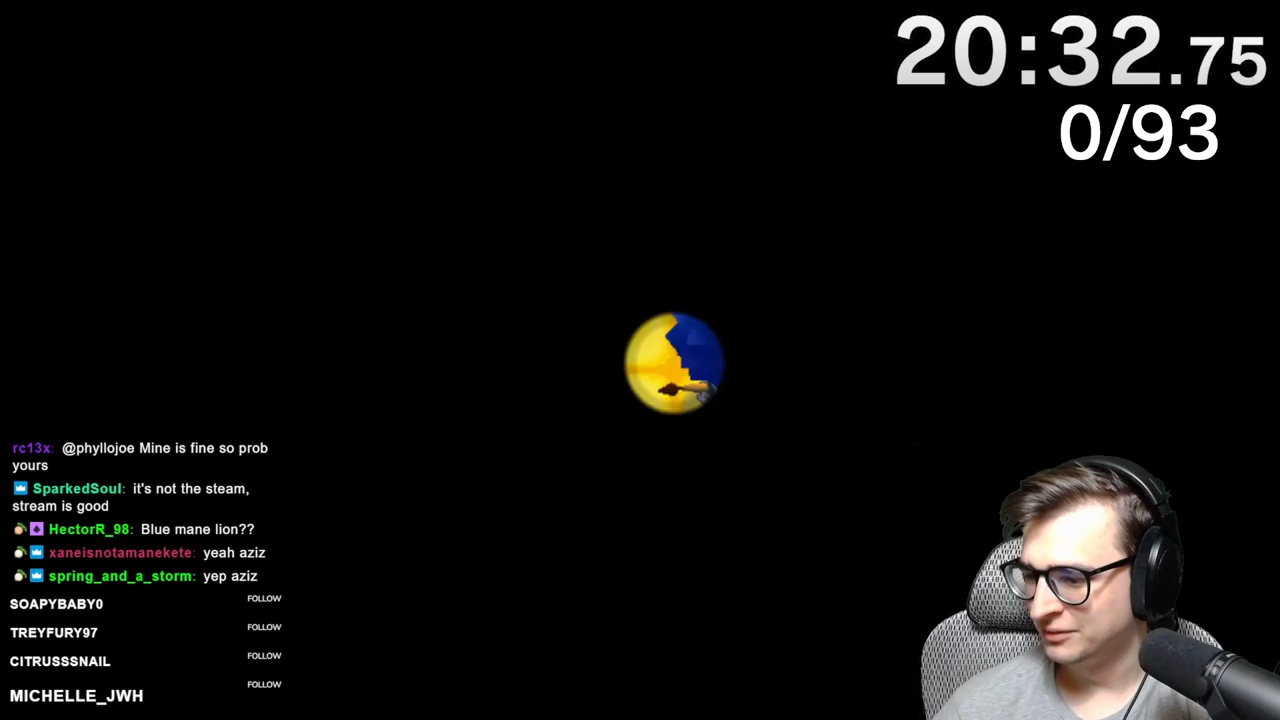 20:32.75
0/93
rc13x: @phyllojoe Mine is fine so prob
yours
SparkedSoul: it's not the steam,
stream is good
HectorR_98: Blue mane lion??
xaneisnotamanekete: yeah aziz
spring_and_a_storm: yep aziz
SOAPYBABY0 FOLLOW
TREYFURY97 FOLLOW
CITRUSSSNAIL FOLLOW
MICHELLE_JWH FOLLOW